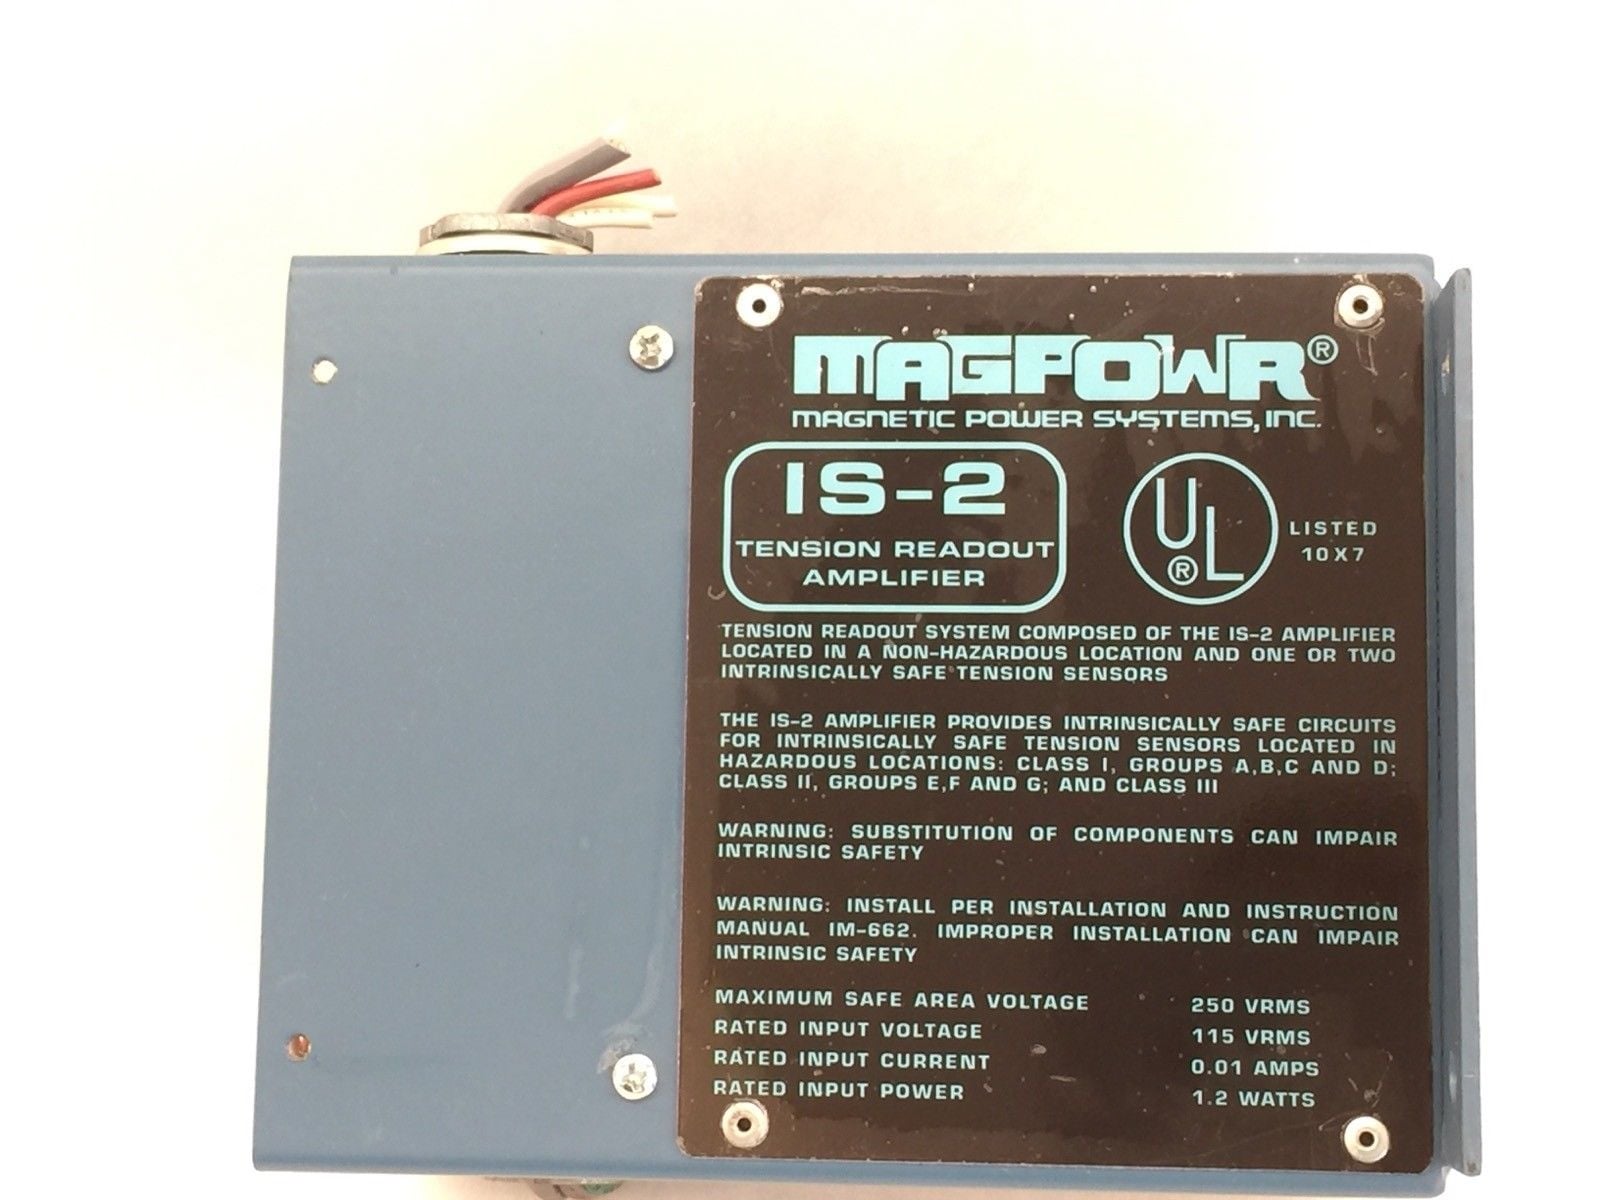 MAGPOWR®
MAGNETIC POWER SYSTEMS, INC.
IS-2
TENSION READOUT
AMPLIFIER
UL®
LISTED
10X7
TENSION READOUT SYSTEM COMPOSED OF THE IS-2 AMPLIFIER
LOCATED IN A NON-HAZARDOUS LOCATION AND ONE OR TWO
INTRINSICALLY SAFE TENSION SENSORS
THE IS-2 AMPLIFIER PROVIDES INTRINSICALLY SAFE CIRCUITS
FOR INTRINSICALLY SAFE TENSION SENSORS LOCATED IN
HAZARDOUS LOCATIONS: CLASS I, GROUPS A,B,C AND D;
CLASS II, GROUPS E,F AND G; AND CLASS III
WARNING: SUBSTITUTION OF COMPONENTS CAN IMPAIR
INTRINSIC SAFETY
WARNING: INSTALL PER INSTALLATION AND INSTRUCTION
MANUAL IM-662. IMPROPER INSTALLATION CAN IMPAIR
INTRINSIC SAFETY
MAXIMUM SAFE AREA VOLTAGE 250 VRMS
RATED INPUT VOLTAGE 115 VRMS
RATED INPUT CURRENT 0.01 AMPS
RATED INPUT POWER 1.2 WATTS